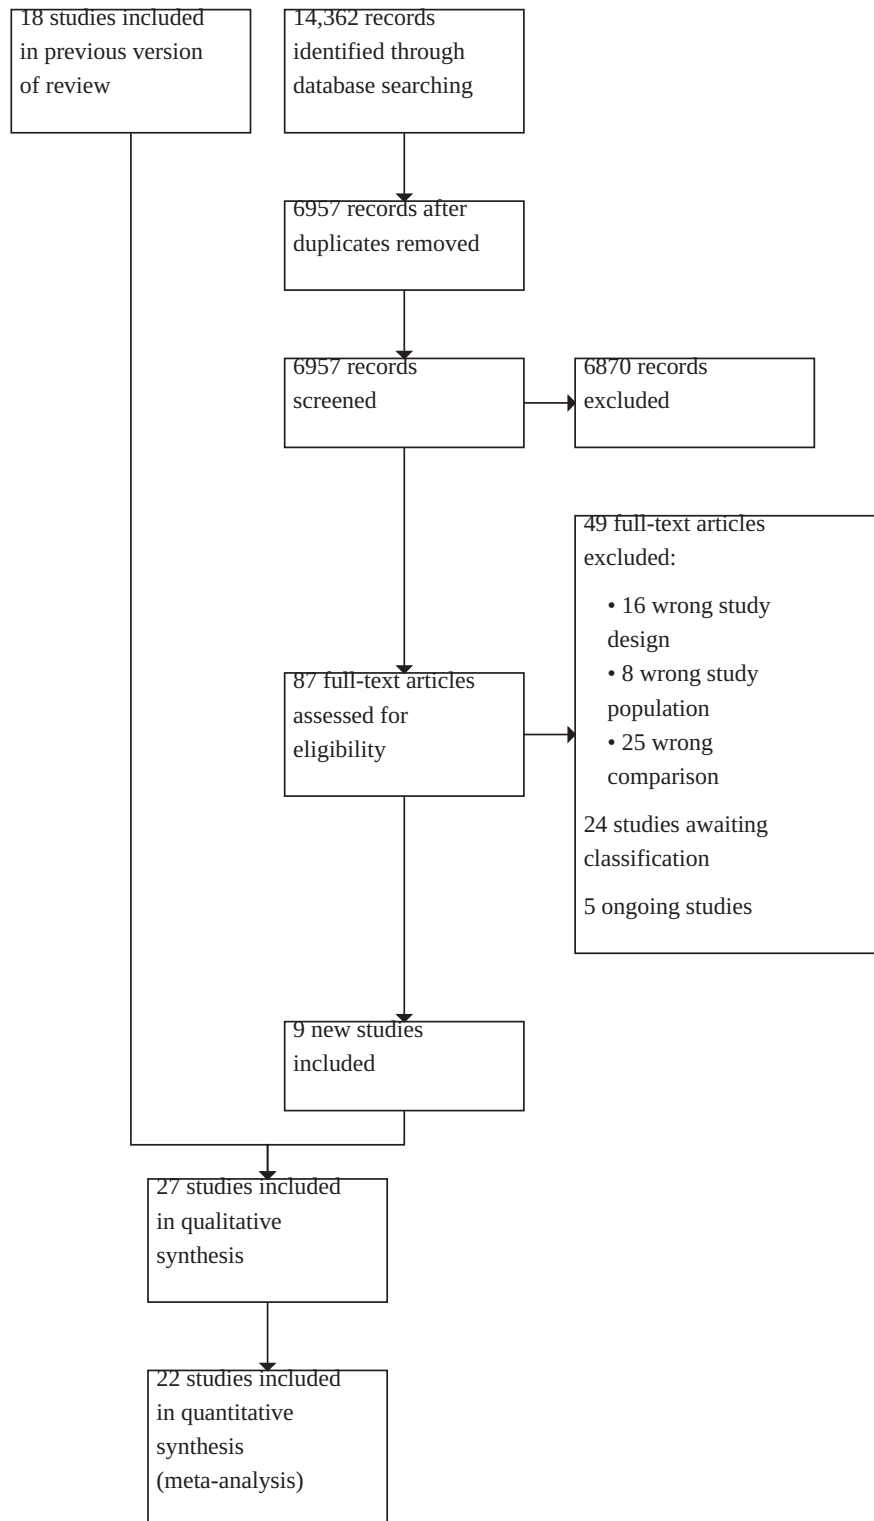 18 studies included
in previous version
of review
14,362 records
identified through
database searching
6957 records after
duplicates removed
6957 records
screened
6870 records
excluded
49 full-text articles
excluded:
• 16 wrong study
design
• 8 wrong study
population
• 25 wrong
comparison
24 studies awaiting
classification
5 ongoing studies
87 full-text articles
assessed for
eligibility
9 new studies
included
27 studies included
in qualitative
synthesis
22 studies included
in quantitative
synthesis
(meta-analysis)